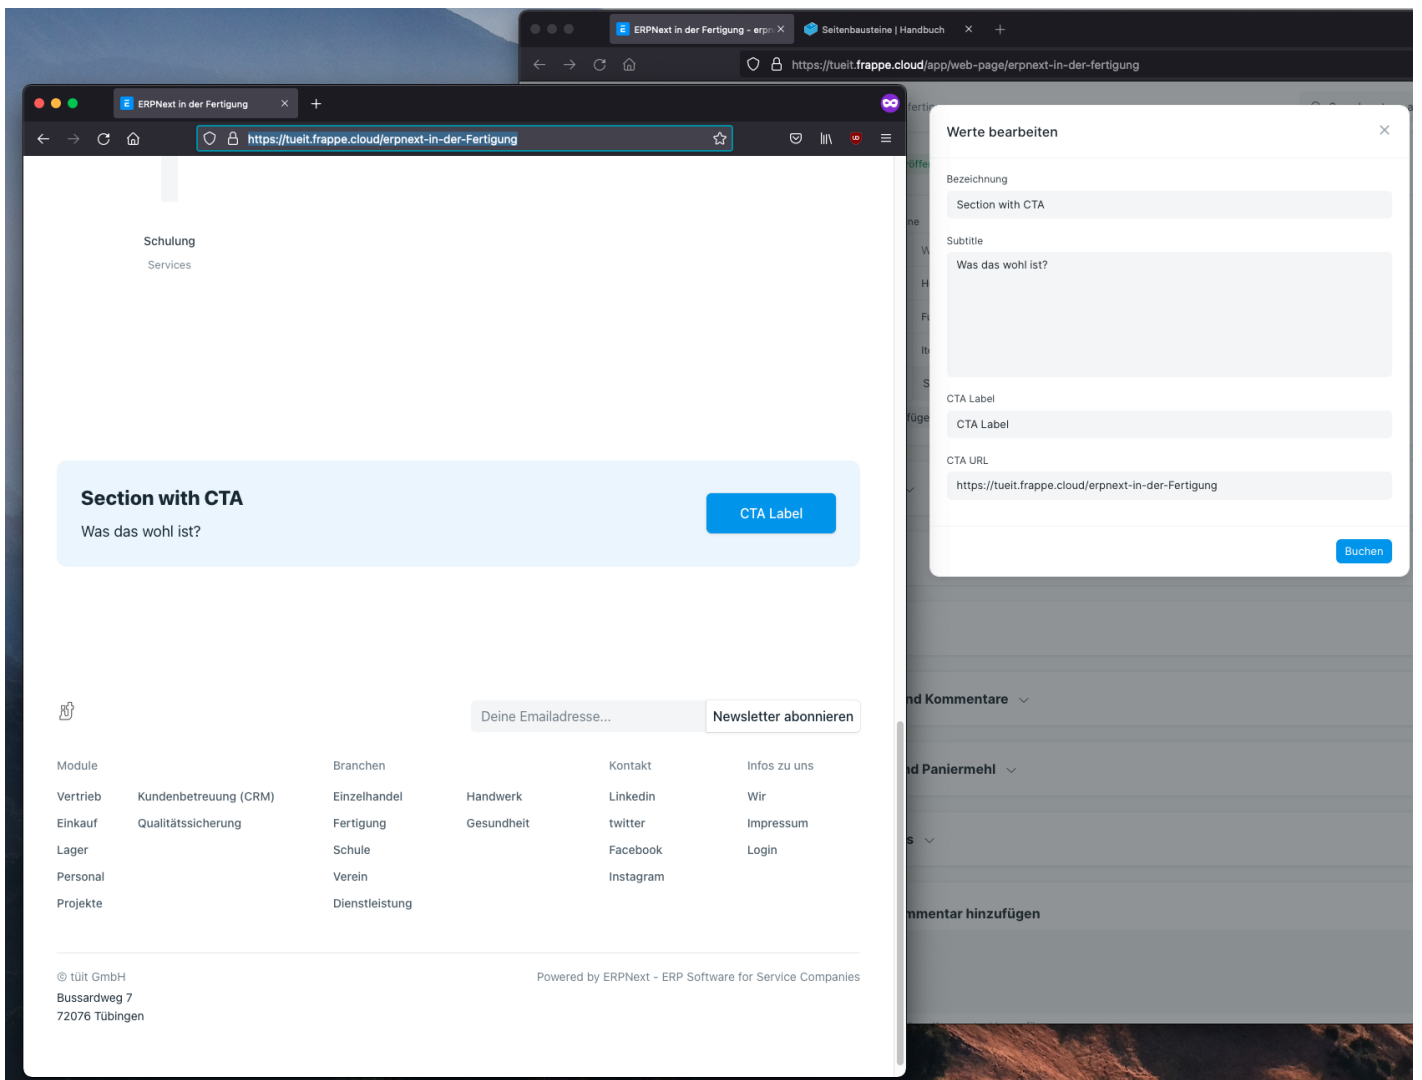 ERPNext in der Fertigung - erpn
Seitenbausteine | Handbuch
https://tueit.frappe.cloud/app/web-page/erpnext-in-der-fertigung
ERPNext in der Fertigung
https://tueit.frappe.cloud/erpnext-in-der-Fertigung
Schulung
Services
Section with CTA
Was das wohl ist?
CTA Label
Deine Emailadresse...
Newsletter abonnieren
Module
Vertrieb
Einkauf
Lager
Personal
Projekte
Kundenbetreuung (CRM)
Qualitätssicherung
Branchen
Einzelhandel
Fertigung
Schule
Verein
Dienstleistung
Handwerk
Gesundheit
Kontakt
Linkedin
twitter
Facebook
Instagram
Infos zu uns
Wir
Impressum
Login
© tüit GmbH
Bussardweg 7
72076 Tübingen
Powered by ERPNext - ERP Software for Service Companies
Werte bearbeiten
Bezeichnung
Section with CTA
Subtitle
Was das wohl ist?
CTA Label
CTA Label
CTA URL
https://tueit.frappe.cloud/erpnext-in-der-Fertigung
Buchen
nd Kommentare
nd Paniermehl
s
mmentar hinzufügen